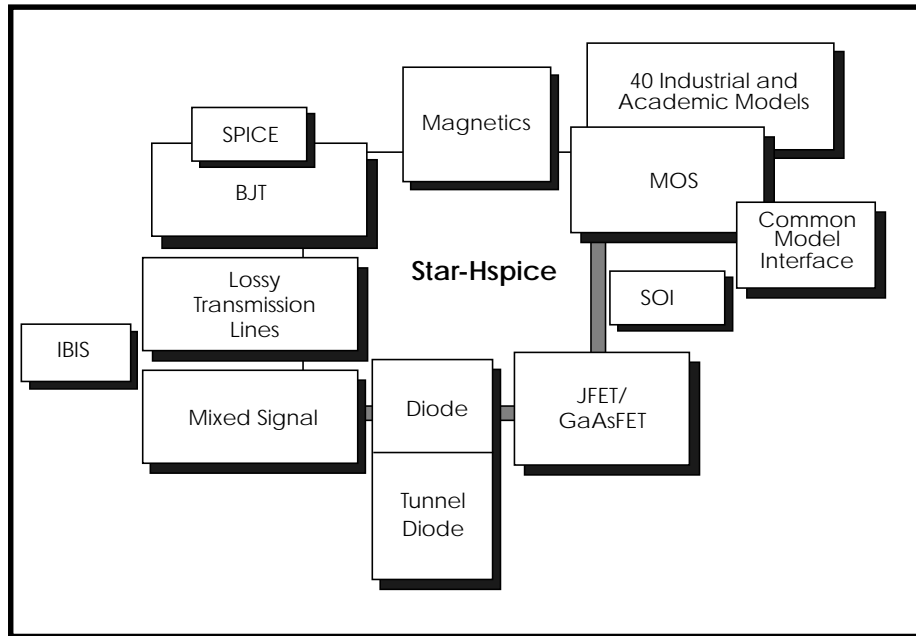 40 Industrial and
Academic Models
Magnetics
SPICE
BJT
MOS
Common
Model
Interface
Star-Hspice
Lossy
Transmission
Lines
SOI
IBIS
Mixed Signal
Diode
JFET/
GaAsFET
Tunnel
Diode